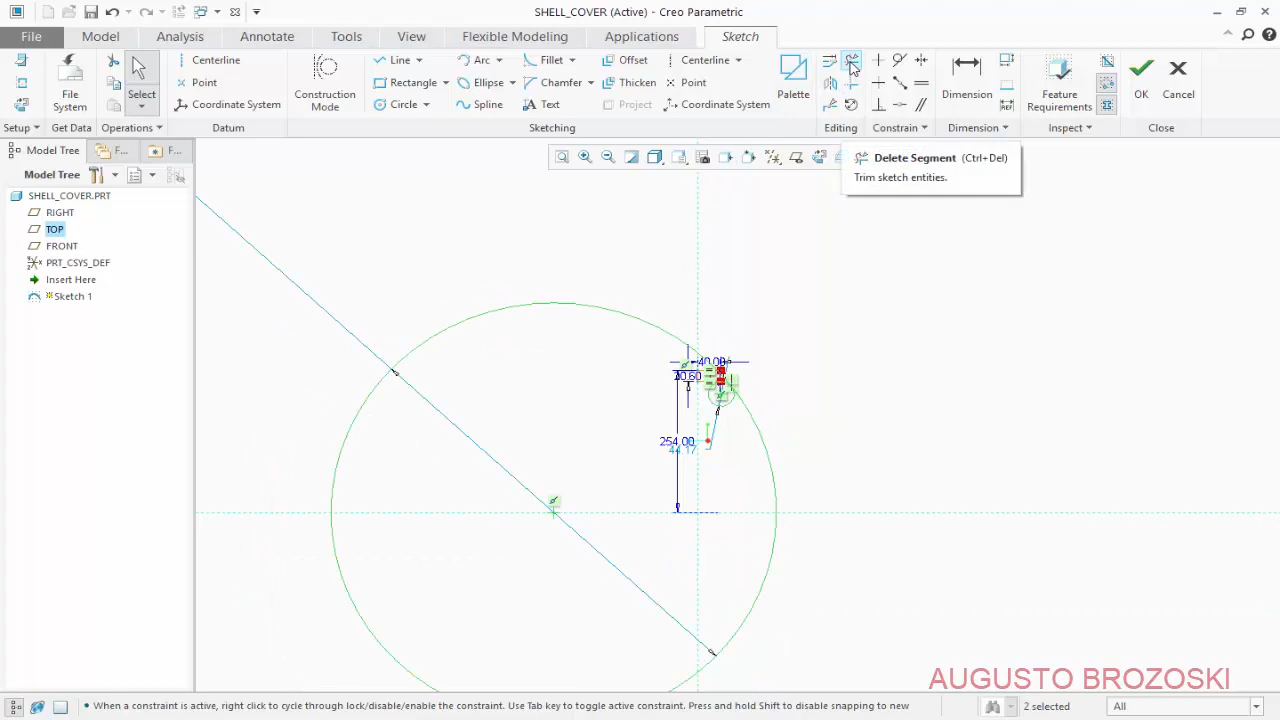 SHELL_COVER (Active) - Creo Parametric
File Model Analysis Annotate Tools View Flexible Modeling Applications Sketch
Centerline Line Arc Fillet Offset Centerline
Point Rectangle Ellipse Chamfer Thicken Point
Coordinate System Circle Spline Text Project Coordinate System
File System
Select
Construction Mode
Palette
Dimension
Feature Requirements
OK
Cancel
Setup Get Data Operations Datum Sketching Editing Constrain Dimension Inspect Close
Model Tree F... F...
Model Tree
SHELL_COVER.PRT
RIGHT
TOP
FRONT
PRT_CSYS_DEF
Insert Here
Sketch 1
Delete Segment (Ctrl+Del)
Trim sketch entities.
40.00
254.00
44.17
AUGUSTO BROZOSKI
When a constraint is active, right click to cycle through lock/disable/enable the constraint. Use Tab key to toggle active constraint. Press and hold Shift to disable snapping to new
2 selected
All